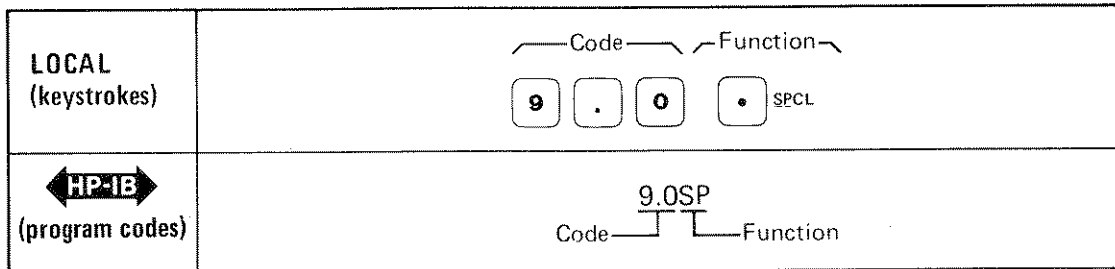 LOCAL
(keystrokes)
Code Function
9 . 0 • SPCL
HP-IB
(program codes)
9.0SP
Code Function